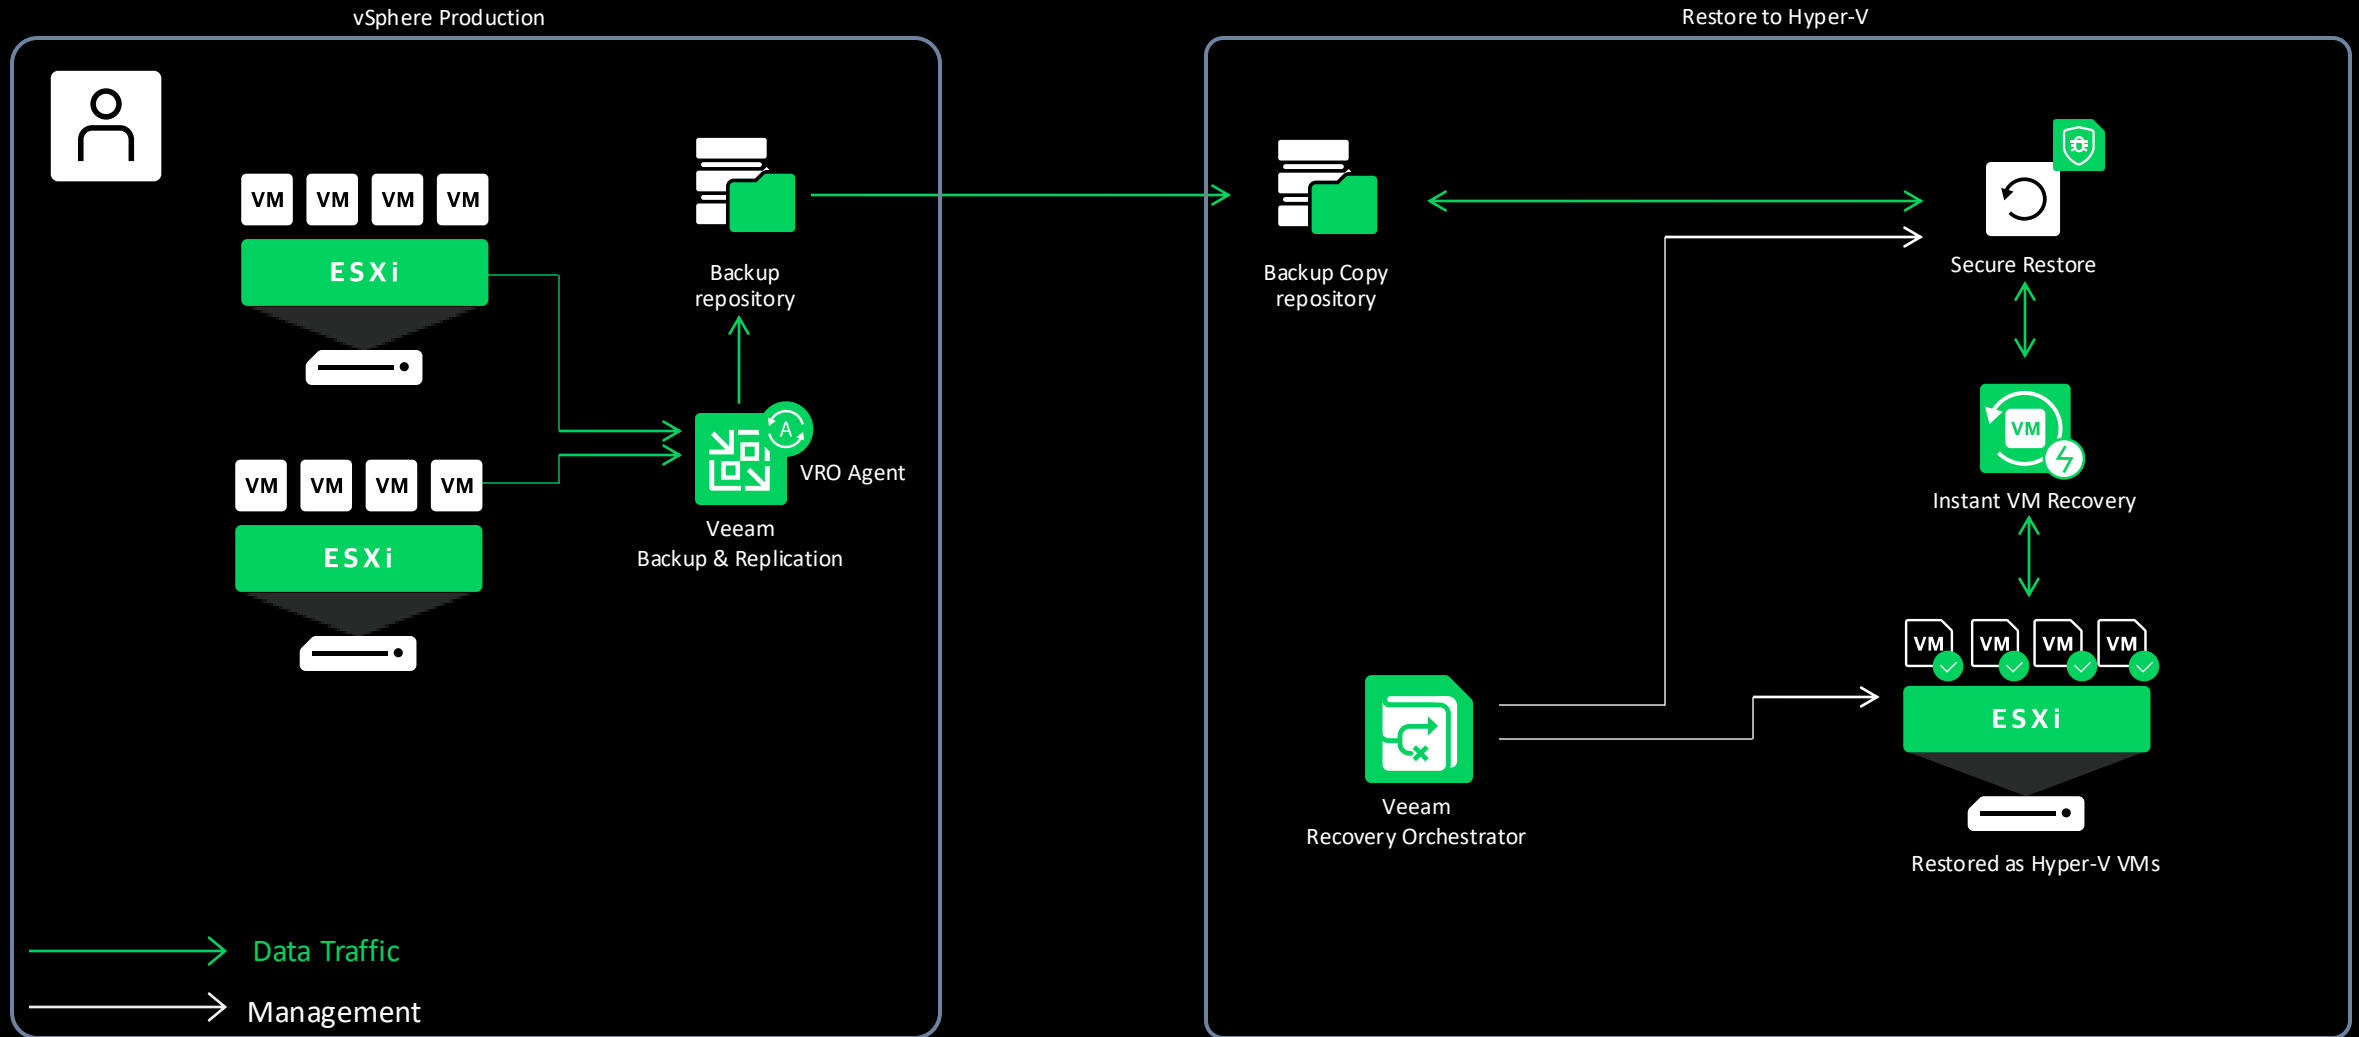 vSphere Production
Restore to Hyper-V
VM VM VM VM
ESXi
Backup
repository
Backup Copy
repository
Secure Restore
A
VRO Agent
Veeam
Backup & Replication
VM VM VM VM
ESXi
VM
Instant VM Recovery
VM VM VM VM
ESXi
Restored as Hyper-V VMs
Veeam
Recovery Orchestrator
Data Traffic
Management